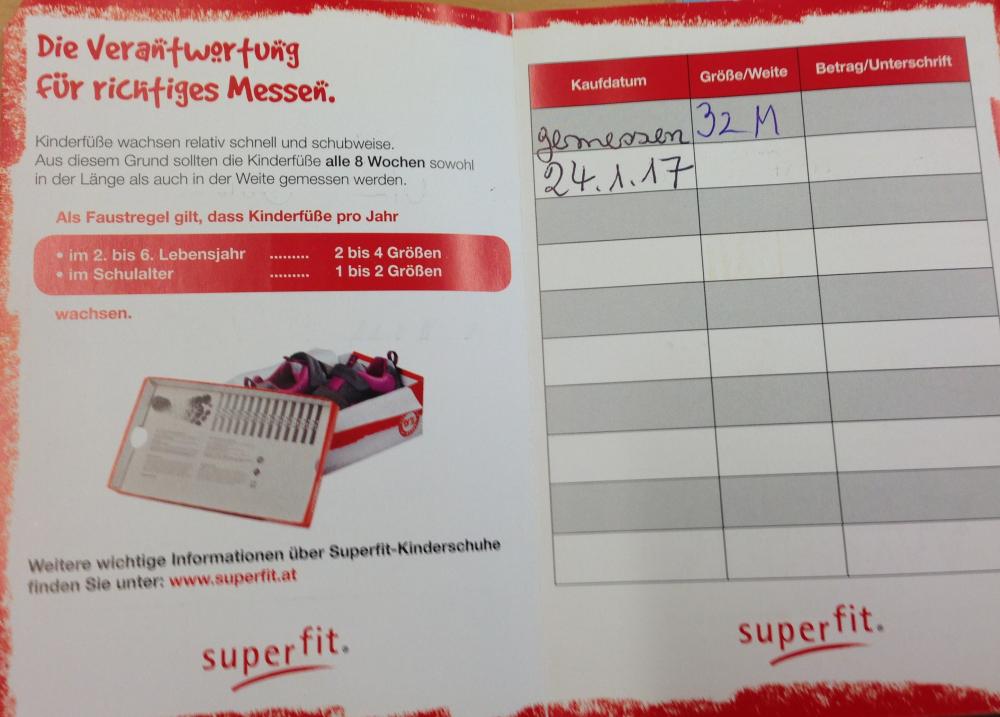 Die Verantwortung
für richtiges Messen.
Kinderfüße wachsen relativ schnell und schubweise.
Aus diesem Grund sollten die Kinderfüße alle 8 Wochen sowohl
in der Länge als auch in der Weite gemessen werden.
Als Faustregel gilt, dass Kinderfüße pro Jahr
• im 2. bis 6. Lebensjahr ......... 2 bis 4 Größen
• im Schulalter ......... 1 bis 2 Größen
wachsen.
Weitere wichtige Informationen über Superfit-Kinderschuhe
finden Sie unter: www.superfit.at
superfit.
Kaufdatum Größe/Weite Betrag/Unterschrift
gemessen 32 M
24.1.17
superfit.